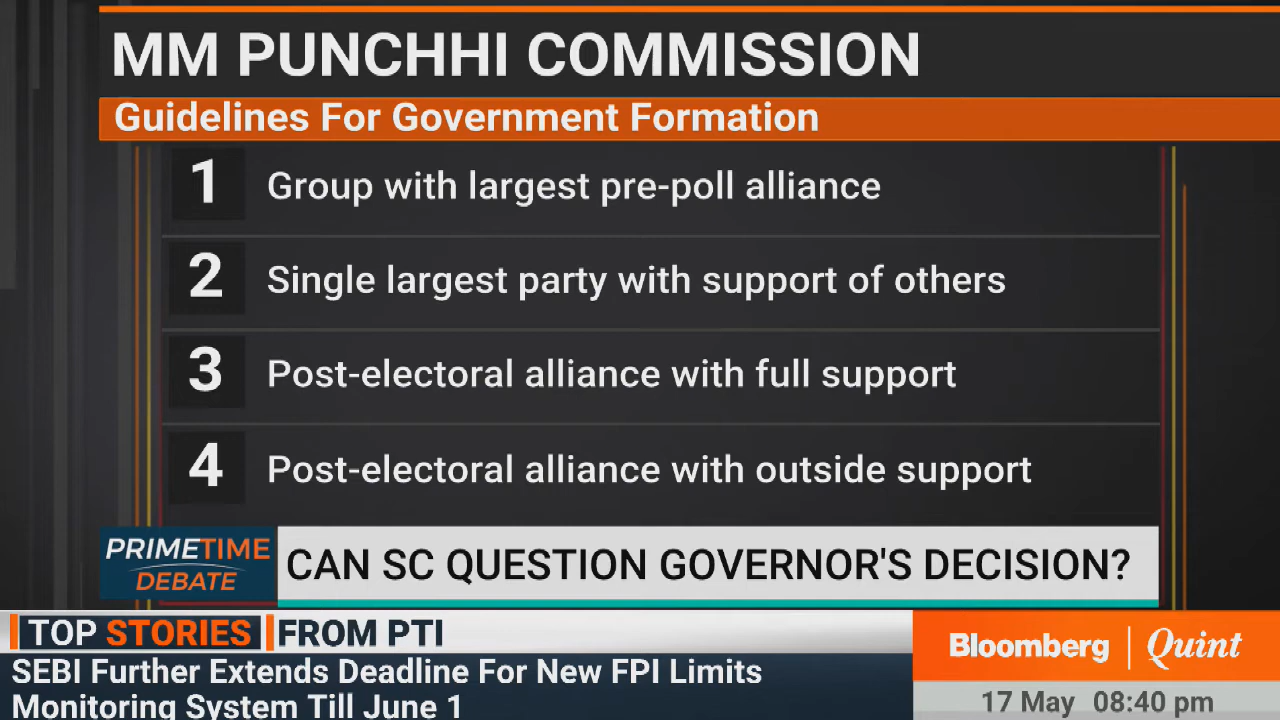 MM PUNCHHI COMMISSION
Guidelines For Government Formation
1 Group with largest pre-poll alliance
2 Single largest party with support of others
3 Post-electoral alliance with full support
4 Post-electoral alliance with outside support
PRIMETIME
DEBATE
CAN SC QUESTION GOVERNOR'S DECISION?
TOP STORIES FROM PTI
SEBI Further Extends Deadline For New FPI Limits
Monitoring System Till June 1
Bloomberg | Quint
17 May 08:40 pm